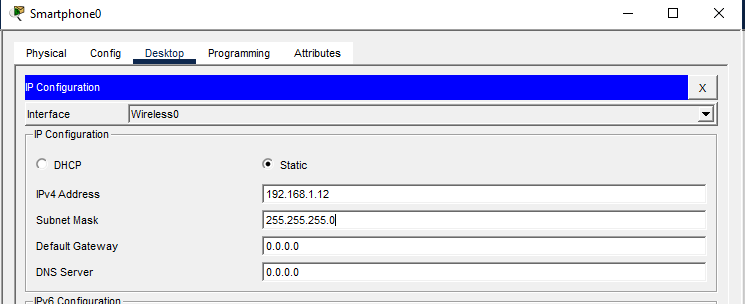 Smartphone0
Physical Config Desktop Programming Attributes
IP Configuration X
Interface Wireless0
IP Configuration
DHCP Static
IPv4 Address 192.168.1.12
Subnet Mask 255.255.255.0
Default Gateway 0.0.0.0
DNS Server 0.0.0.0
IPv6 Configuration